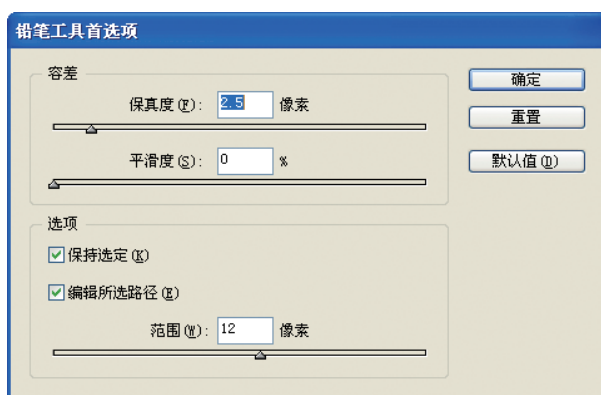 铅笔工具首选项
容差
保真度(F): 2.5 像素
平滑度(S): 0 %
选项
保持选定(K)
编辑所选路径(E)
范围(W): 12 像素
确定
重置
默认值(D)